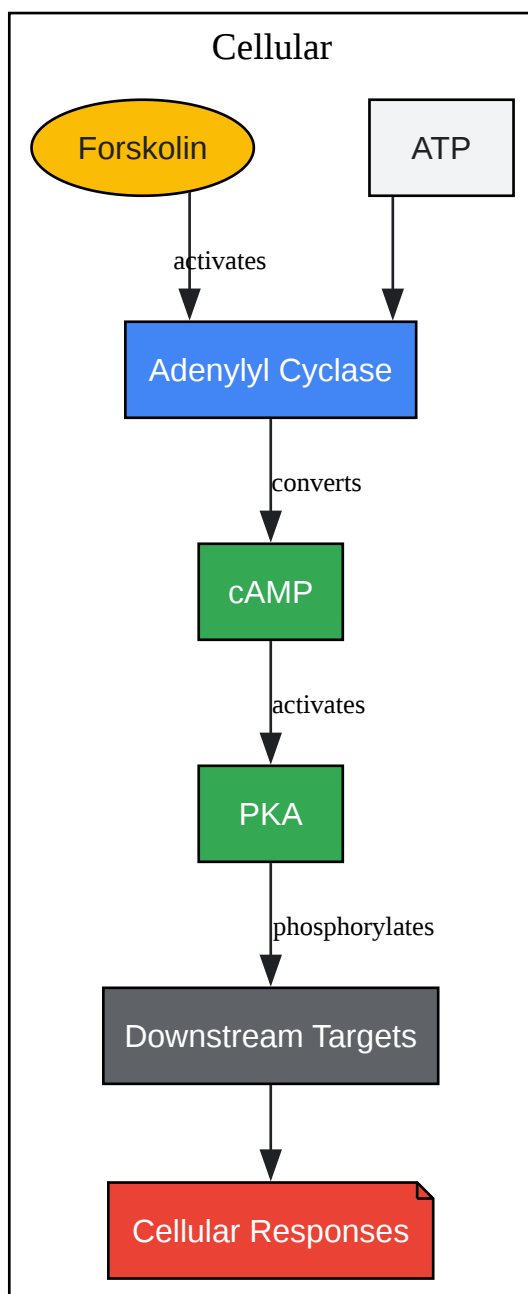 Cellular
Forskolin
ATP
activates
Adenylyl Cyclase
converts
cAMP
activates
PKA
phosphorylates
Downstream Targets
Cellular Responses